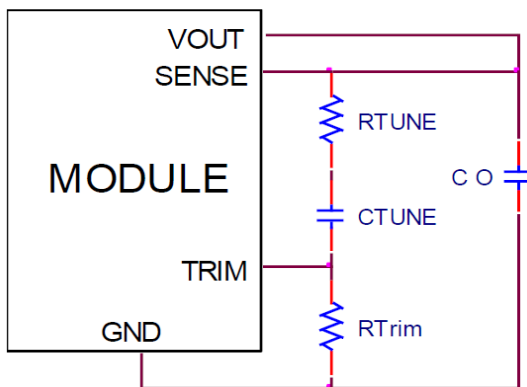 VOUT
SENSE
RTUNE
MODULE
C O
CTUNE
TRIM
GND
RTrim